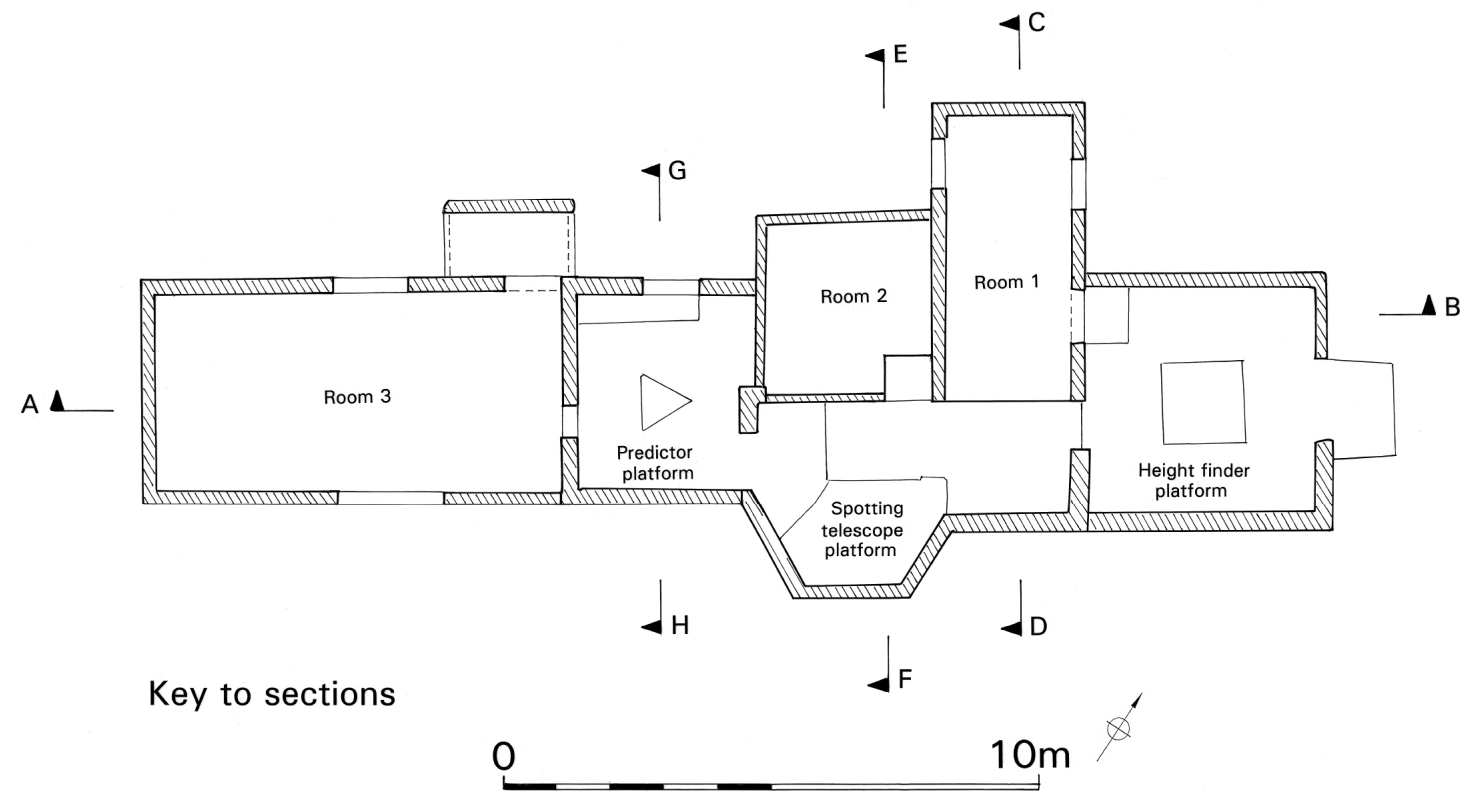 C
E
G
Room 1
Room 2
B
Room 3
A
Predictor
platform
Height finder
platform
Spotting
telescope
platform
H
D
F
Key to sections
0
10m